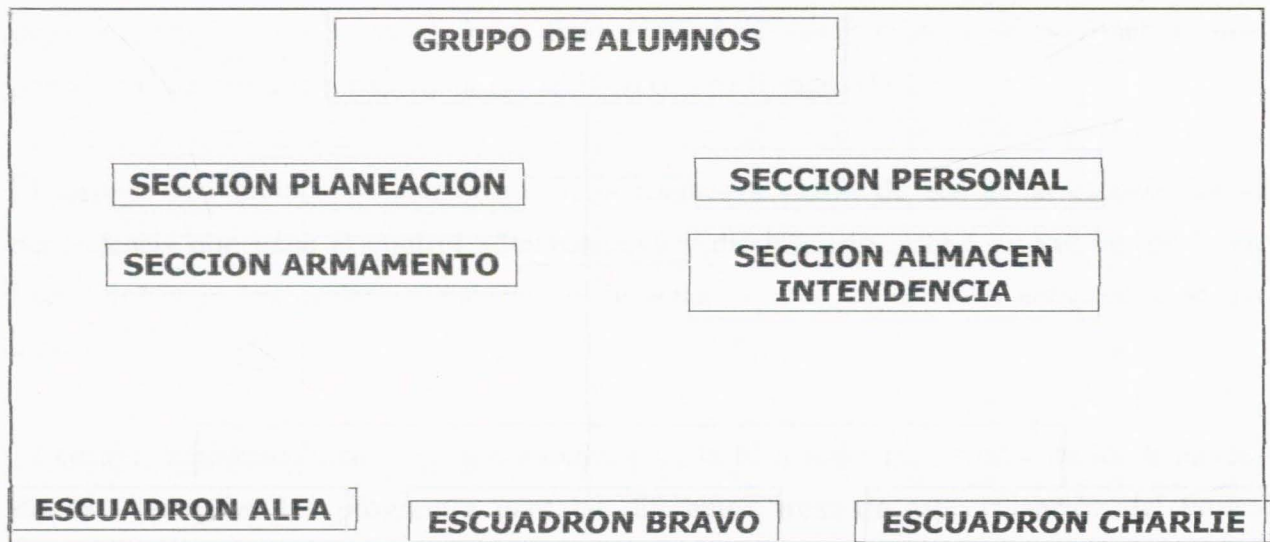 GRUPO DE ALUMNOS
SECCION PLANEACION
SECCION PERSONAL
SECCION ARMAMENTO
SECCION ALMACEN
INTENDENCIA
ESCUADRON ALFA
ESCUADRON BRAVO
ESCUADRON CHARLIE